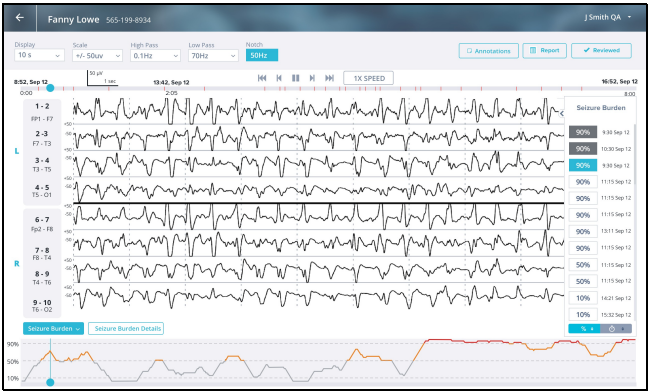 ← Fanny Lowe 565-199-8934 J Smith QA
Display Scale High Pass Low Pass Notch
10 s +/- 50uv 0.1Hz 70Hz 50Hz
Annotations Report Reviewed
50 μV
1 sec
8:52, Sep 12 13:42, Sep 12 1X SPEED 16:52, Sep 12
0:00 2:05 8:00
Seizure Burden
L
1 - 2
FP1 - F7
2 -3
F7 - T3
3 - 4
T3 - T5
4 - 5
T5 - O1
R
6 - 7
Fp2 - F8
7 - 8
F8 - T4
8 - 9
T4 - T6
9 - 10
T6 - O2
90% 9:30 Sep 12
90% 10:30 Sep 12
90% 9:30 Sep 12
90% 11:15 Sep 12
90% 11:15 Sep 12
90% 11:15 Sep 12
90% 13:11 Sep 12
90% 11:15 Sep 12
50% 11:15 Sep 12
50% 11:15 Sep 12
10% 14:21 Sep 12
10% 15:32 Sep 12
%
Seizure Burden Seizure Burden Details
90%
50%
10%